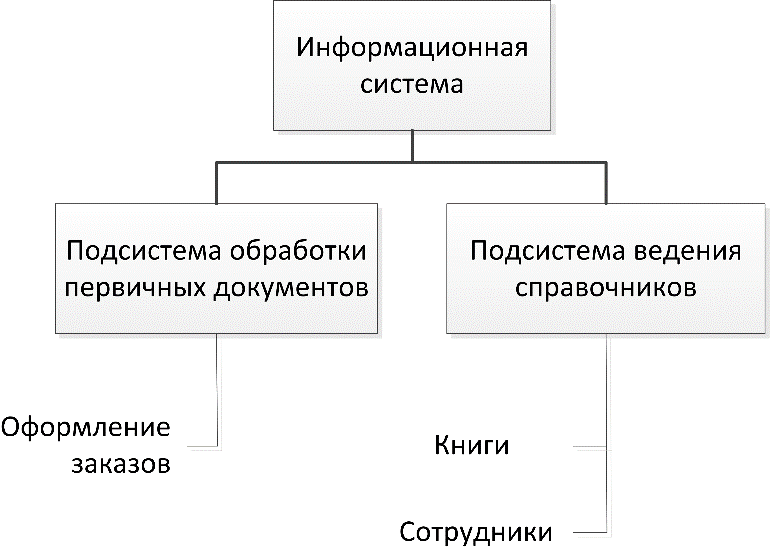 Информационная
система
Подсистема обработки
первичных документов
Подсистема ведения
справочников
Оформление
заказов
Книги
Сотрудники